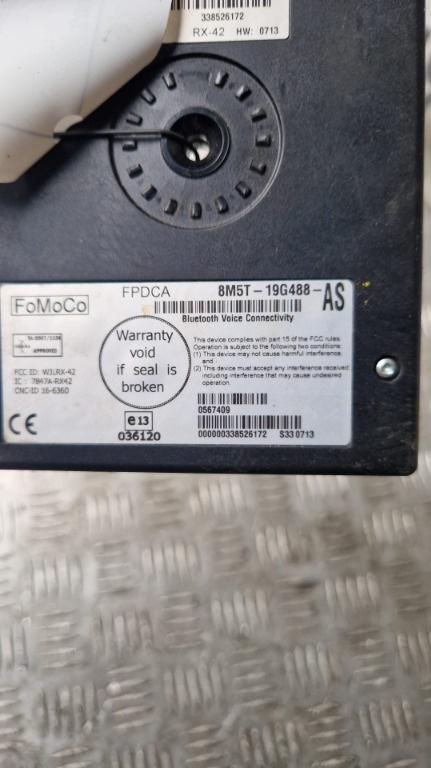 338526172
RX-42 HW: 0713
FoMoCo
FPDCA
8M5T-19G488-AS
Bluetooth Voice Connectivity
Warranty
void
if seal is
broken
This device complies with part 15 of the FCC rules.
Operation is subject to the following two conditions:
(1) This device may not cause harmful interference,
and
(2) This device must accept any interference received,
including interference that may cause undesired
operation.
APPROVED
FCC ID: WJLRX-42
IC : 7847A-RX42
CNC-ID 16-6360
0567409
CE
e13
036120
000000338526172 S33 0713